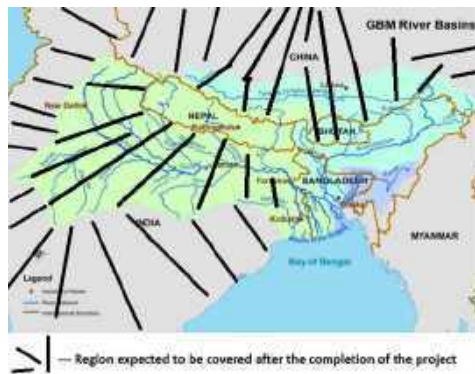 GBM River Basins
CHINA
New Delhi
NEPAL
Kathmandu
BHUTAN
BANGLADESH
INDIA
MYANMAR
Bay of Bengal
Legend
— Region expected to be covered after the completion of the project